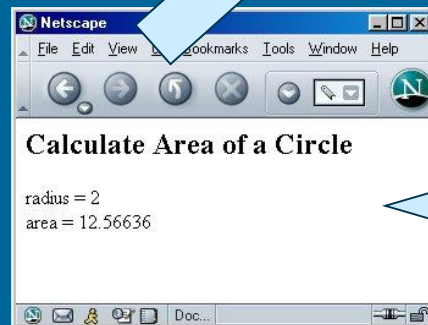 Netscape
File Edit View Bookmarks Tools Window Help
N
Calculate Area of a Circle
radius = 2
area = 12.56636
Doc...